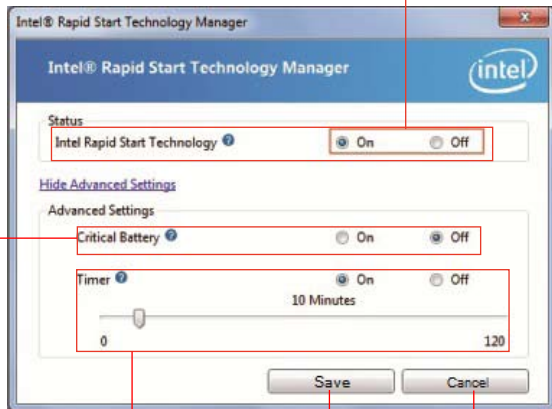 Intel® Rapid Start Technology Manager
Intel® Rapid Start Technology Manager
intel
Status
Intel Rapid Start Technology ? On Off
Hide Advanced Settings
Advanced Settings
Critical Battery ? On Off
Timer ? On Off
10 Minutes
0 120
Save Cancel